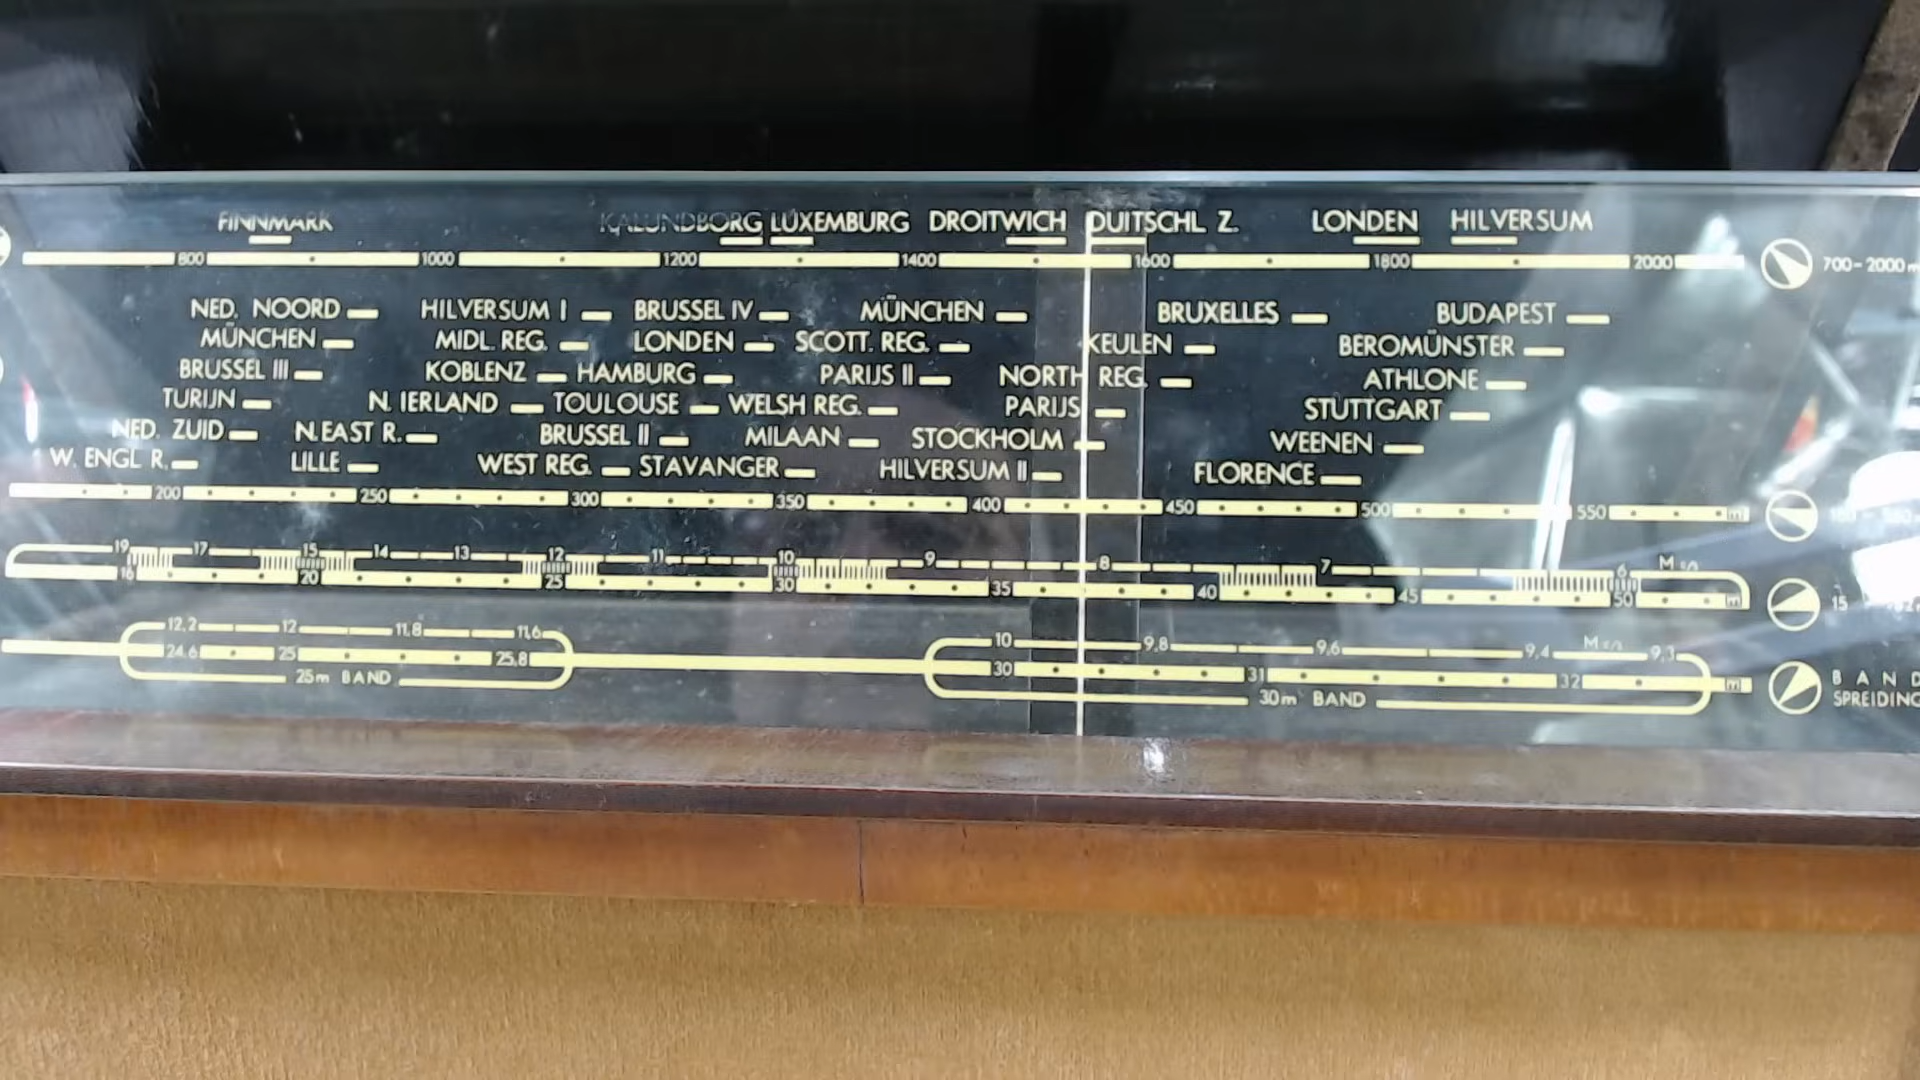 FINNMARK KALUNDBORG LUXEMBURG DROITWICH DUITSCHL Z. LONDEN HILVERSUM
800 1000 1200 1400 1600 1800 2000 700-2000 m
NED. NOORD HILVERSUM I BRUSSEL IV MÜNCHEN BRUXELLES BUDAPEST
MÜNCHEN MIDL. REG. LONDEN SCOTT. REG. KEULEN BEROMÜNSTER
BRUSSEL III KOBLENZ HAMBURG PARIJS II NORTH REG. ATHLONE
TURIJN N. IERLAND TOULOUSE WELSH REG. PARIJS STUTTGART
NED. ZUID N.EAST R. BRUSSEL II MILAAN STOCKHOLM WEENEN
W. ENGL R. LILLE WEST REG. STAVANGER HILVERSUM II FLORENCE
200 250 300 350 400 450 500 550 m
19 17 15 14 13 12 11 10 9 8 7 6
16 20 25 30 35 40 45 50 m 15
12,2 12 11,8 11,6 10 9,8 9,6 9,4 9,3
24.6 25 25,8 30 31 32 m BAND
25m BAND 30m BAND SPREIDING